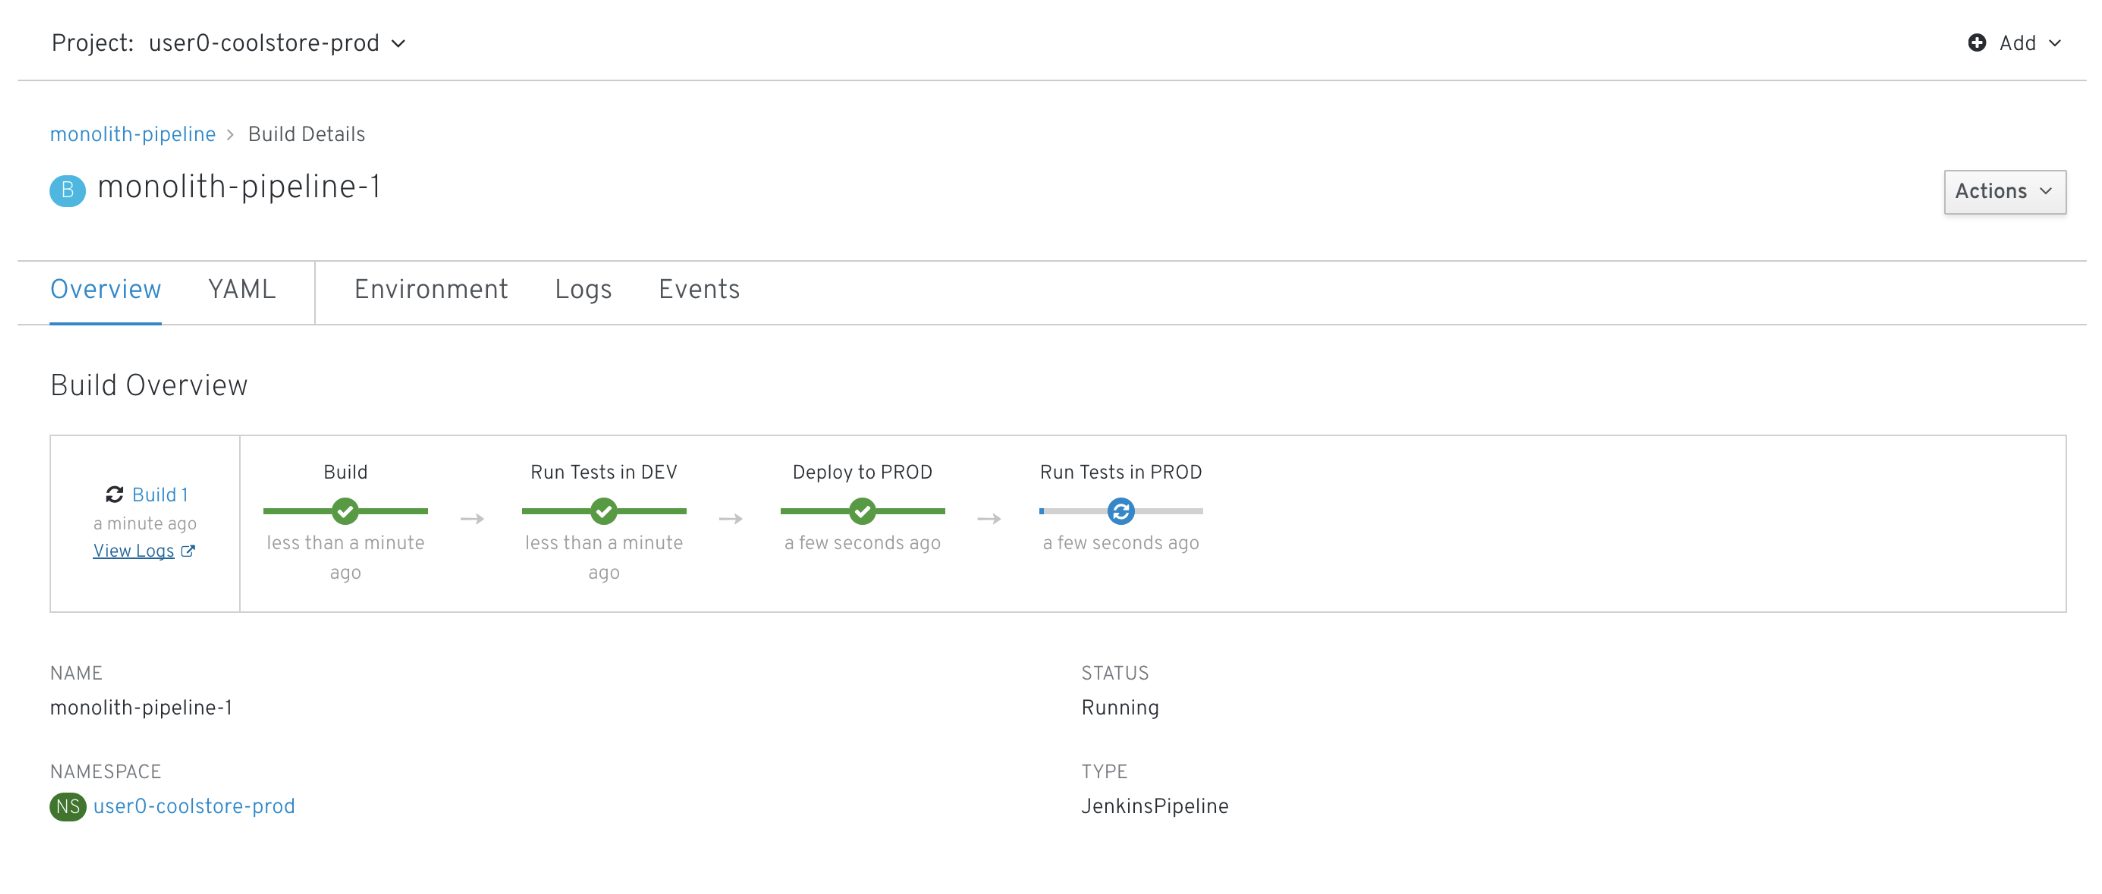 Project: user0-coolstore-prod
Add
monolith-pipeline > Build Details
B monolith-pipeline-1
Actions
Overview YAML Environment Logs Events
Build Overview
Build 1
a minute ago
View Logs
Build
less than a minute
ago
Run Tests in DEV
less than a minute
ago
Deploy to PROD
a few seconds ago
Run Tests in PROD
a few seconds ago
NAME
monolith-pipeline-1
STATUS
Running
NAMESPACE
NS user0-coolstore-prod
TYPE
JenkinsPipeline